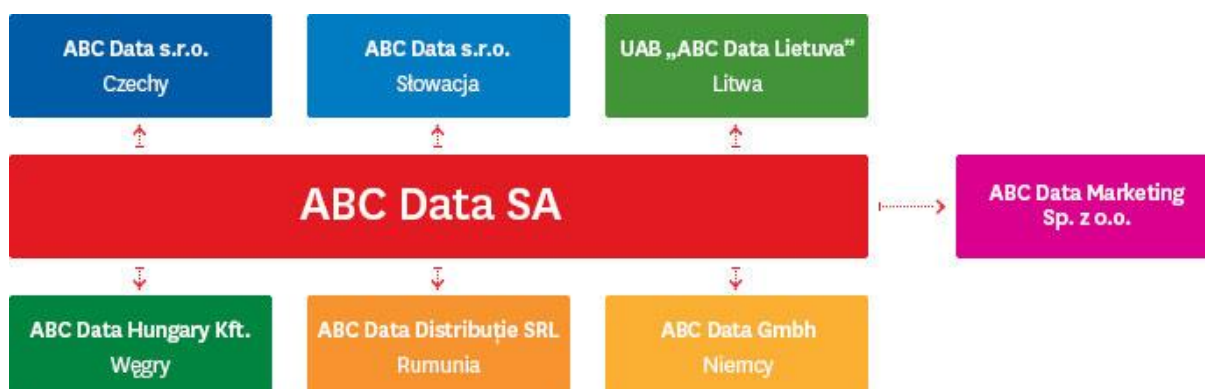 ABC Data s.r.o.
Czechy
ABC Data s.r.o.
Słowacja
UAB „ABC Data Lietuva”
Litwa
ABC Data SA
ABC Data Marketing
Sp. z o.o.
ABC Data Hungary Kft.
Węgry
ABC Data Distribuție SRL
Rumunia
ABC Data Gmbh
Niemcy